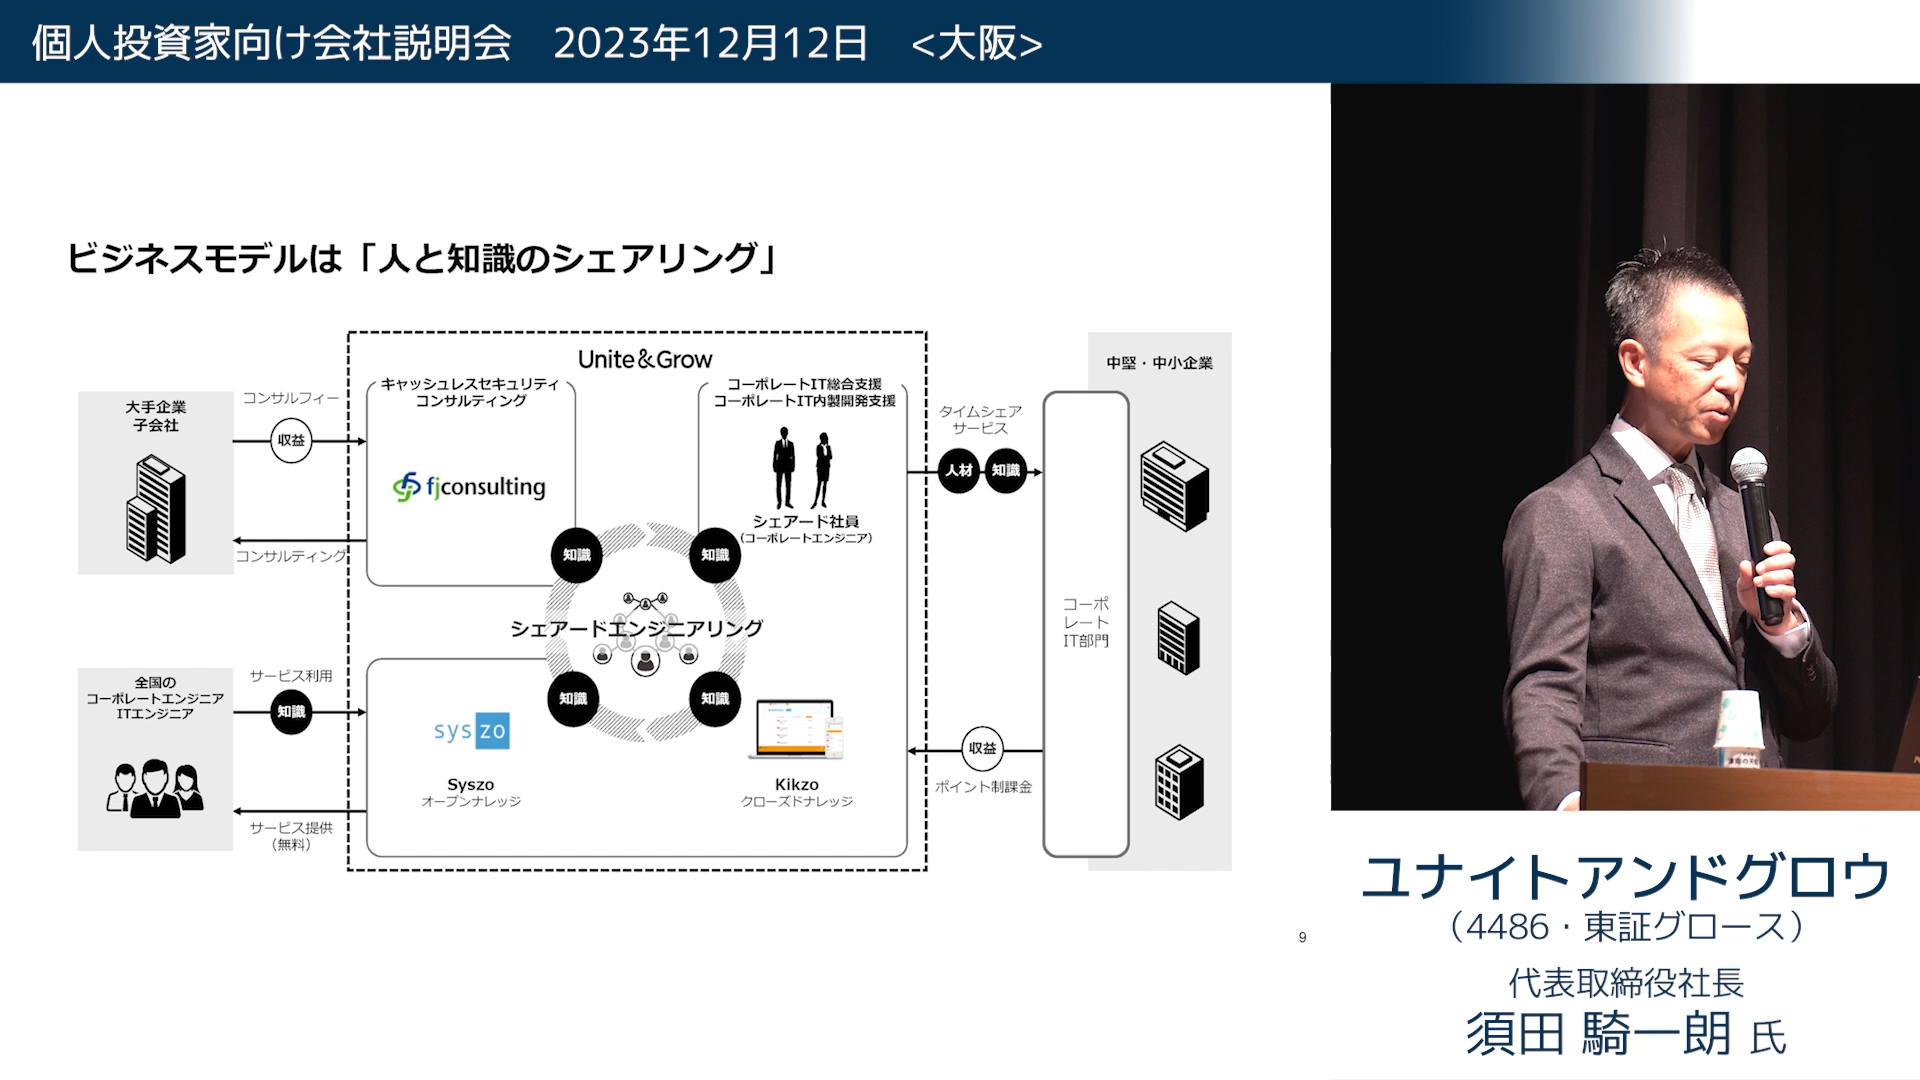 個人投資家向け会社説明会　2023年12月12日　<大阪>
ビジネスモデルは「人と知識のシェアリング」
Unite&Grow
大手企業
子会社
コンサルフィー
収益
コンサルティング
キャッシュレスセキュリティ
コンサルティング
fjconsulting
コーポレートIT総合支援
コーポレートIT内製開発支援
シェアード社員
（コーポレートエンジニア）
知識
知識
シェアードエンジニアリング
知識
知識
全国の
コーポレートエンジニア
ITエンジニア
サービス利用
知識
サービス提供
（無料）
syszo
Syszo
オープンナレッジ
Kikzo
クローズドナレッジ
タイムシェア
サービス
人材
知識
収益
ポイント制課金
中堅・中小企業
コーポ
レート
IT部門
9
ユナイトアンドグロウ
（4486・東証グロース）
代表取締役社長
須田 騎一朗 氏